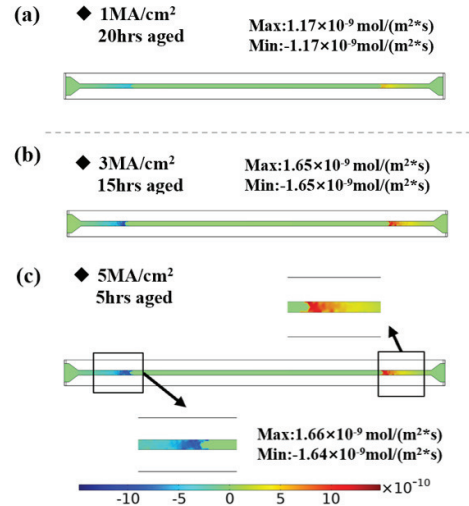 (a)
◆ 1MA/cm²
20hrs aged
Max:1.17×10⁻⁹ mol/(m²*s)
Min:-1.17×10⁻⁹mol/(m²*s)
(b)
◆ 3MA/cm²
15hrs aged
Max:1.65×10⁻⁹ mol/(m²*s)
Min:-1.65×10⁻⁹mol/(m²*s)
(c)
◆ 5MA/cm²
5hrs aged
Max:1.66×10⁻⁹ mol/(m²*s)
Min:-1.64×10⁻⁹mol/(m²*s)
×10⁻¹⁰
-10 -5 0 5 10